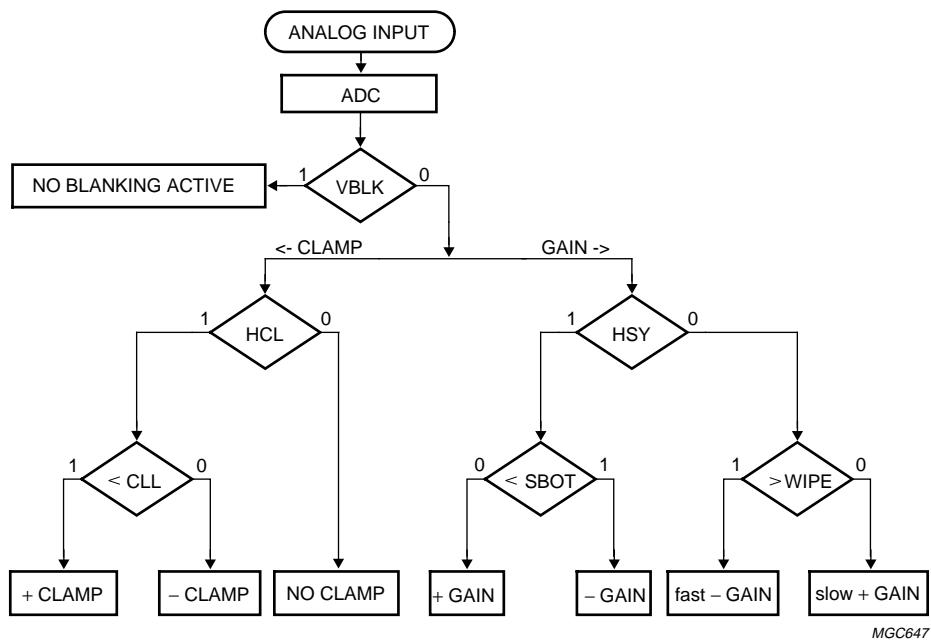 ANALOG INPUT
ADC
NO BLANKING ACTIVE
1
VBLK
0
<- CLAMP
GAIN ->
1
HCL
0
1
HSY
0
1
< CLL
0
0
< SBOT
1
1
> WIPE
0
+ CLAMP
− CLAMP
NO CLAMP
+ GAIN
− GAIN
fast − GAIN
slow + GAIN
MGC647